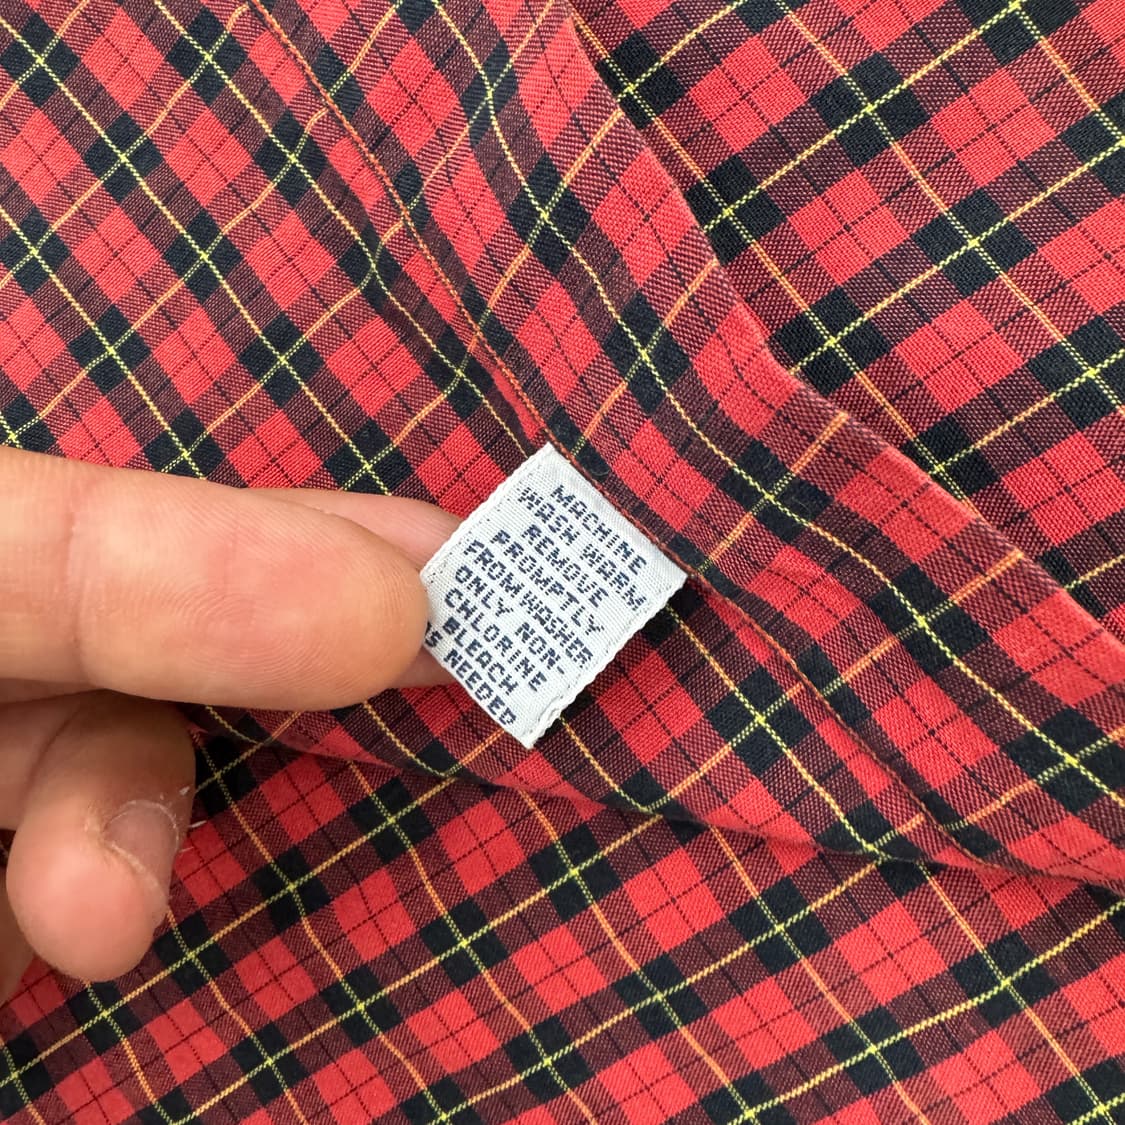 MACHINE
WASH WARM
REMOVE
PROMPTLY
FROM WASHER
ONLY NON
CHLORINE
BLEACH
AS NEEDED